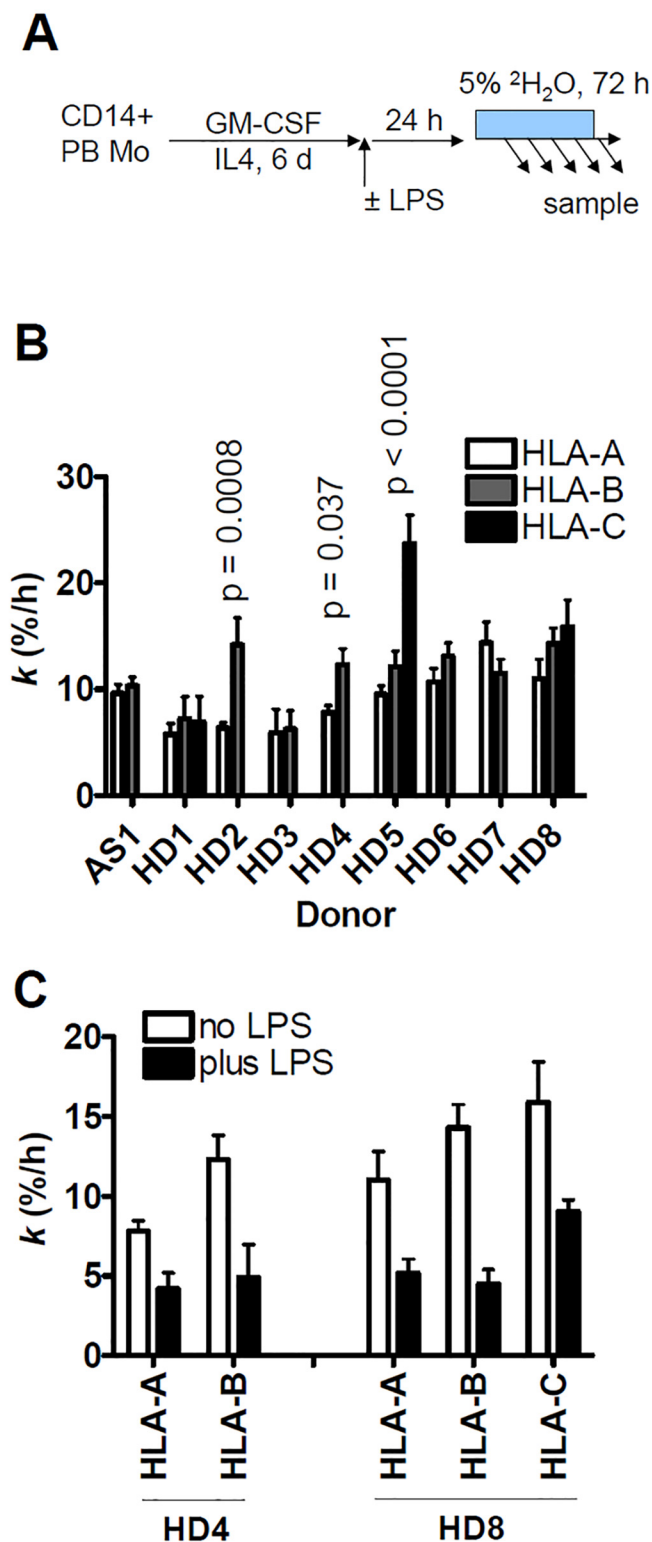 A
5% ²H₂O, 72 h
CD14+
PB Mo
GM-CSF
IL4, 6 d
24 h
± LPS
sample
B
p = 0.0008
p = 0.037
p < 0.0001
HLA-A
HLA-B
HLA-C
30
20
10
0
k (%/h)
AS1
HD1
HD2
HD3
HD4
HD5
HD6
HD7
HD8
Donor
C
no LPS
plus LPS
20
15
10
5
0
k (%/h)
HLA-A
HLA-B
HLA-A
HLA-B
HLA-C
HD4
HD8